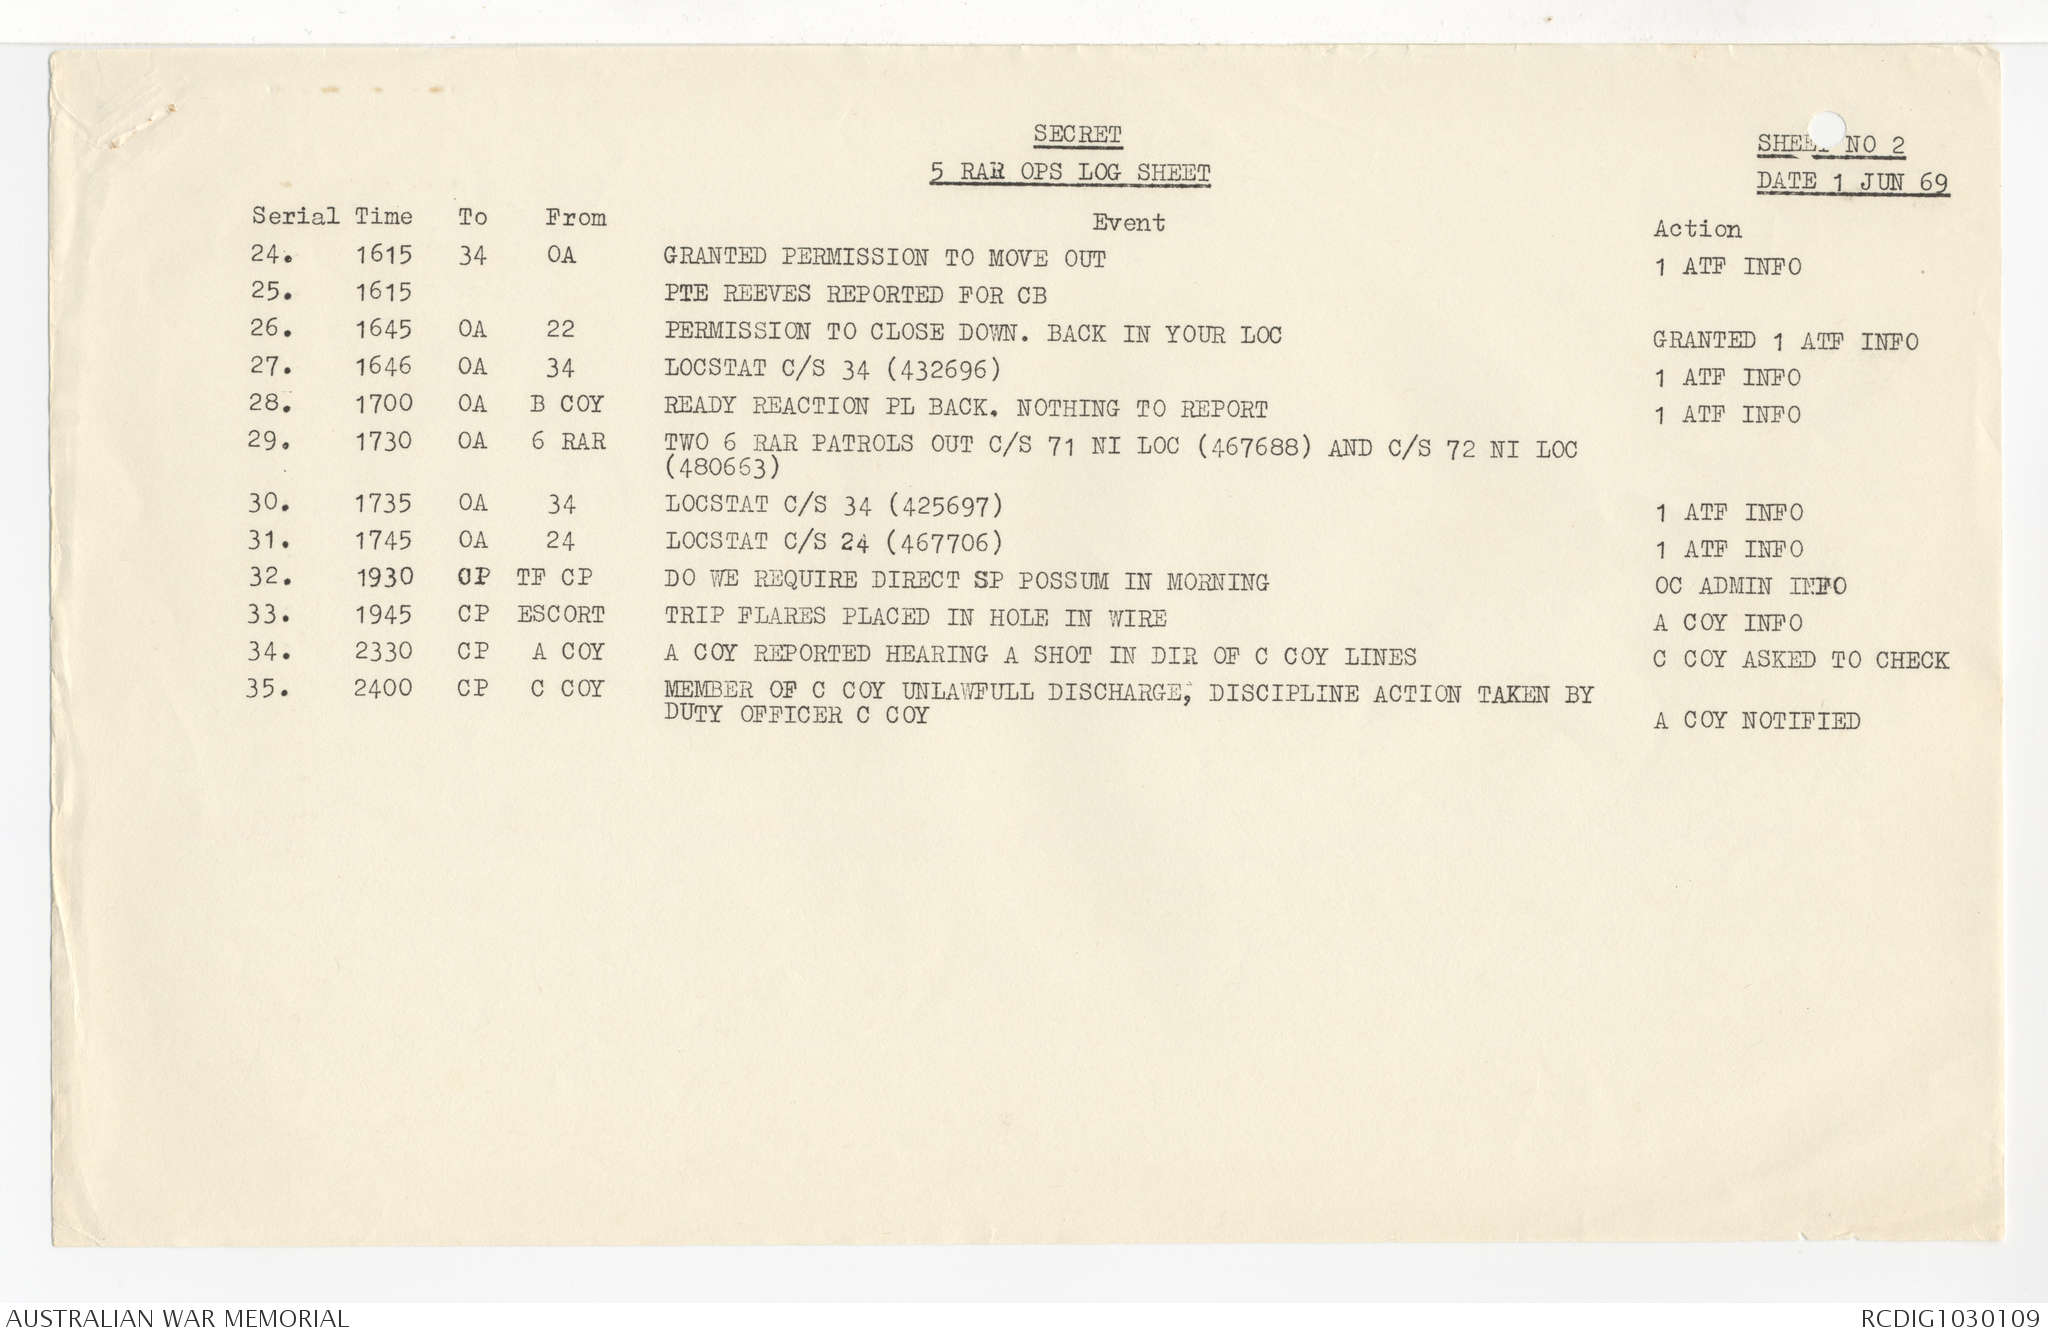 SECRET
5 RAR OPS LOG SHEET
SHEET NO 2
DATE 1 JUN 69
Serial Time To From Event Action
24. 1615 34 OA GRANTED PERMISSION TO MOVE OUT 1 ATF INFO
25. 1615 PTE REEVES REPORTED FOR CB
26. 1645 OA 22 PERMISSION TO CLOSE DOWN. BACK IN YOUR LOC GRANTED 1 ATF INFO
27. 1646 OA 34 LOCSTAT C/S 34 (432696) 1 ATF INFO
28. 1700 OA B COY READY REACTION PL BACK. NOTHING TO REPORT 1 ATF INFO
29. 1730 OA 6 RAR TWO 6 RAR PATROLS OUT C/S 71 NI LOC (467688) AND C/S 72 NI LOC
(480663)
30. 1735 OA 34 LOCSTAT C/S 34 (425697) 1 ATF INFO
31. 1745 OA 24 LOCSTAT C/S 24 (467706) 1 ATF INFO
32. 1930 CP TF CP DO WE REQUIRE DIRECT SP POSSUM IN MORNING OC ADMIN INFO
33. 1945 CP ESCORT TRIP FLARES PLACED IN HOLE IN WIRE A COY INFO
34. 2330 CP A COY A COY REPORTED HEARING A SHOT IN DIR OF C COY LINES C COY ASKED TO CHECK
35. 2400 CP C COY MEMBER OF C COY UNLAWFULL DISCHARGE, DISCIPLINE ACTION TAKEN BY
DUTY OFFICER C COY A COY NOTIFIED
AUSTRALIAN WAR MEMORIAL
RCDIG1030109